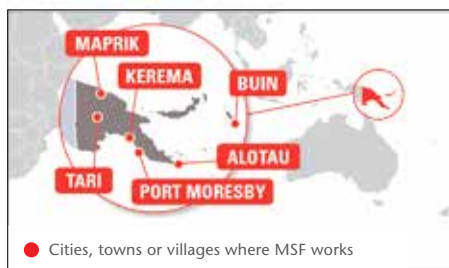 MAPRIK
KEREMA
BUIN
ALOTAU
TARI
PORT MORESBY
Cities, towns or villages where MSF works